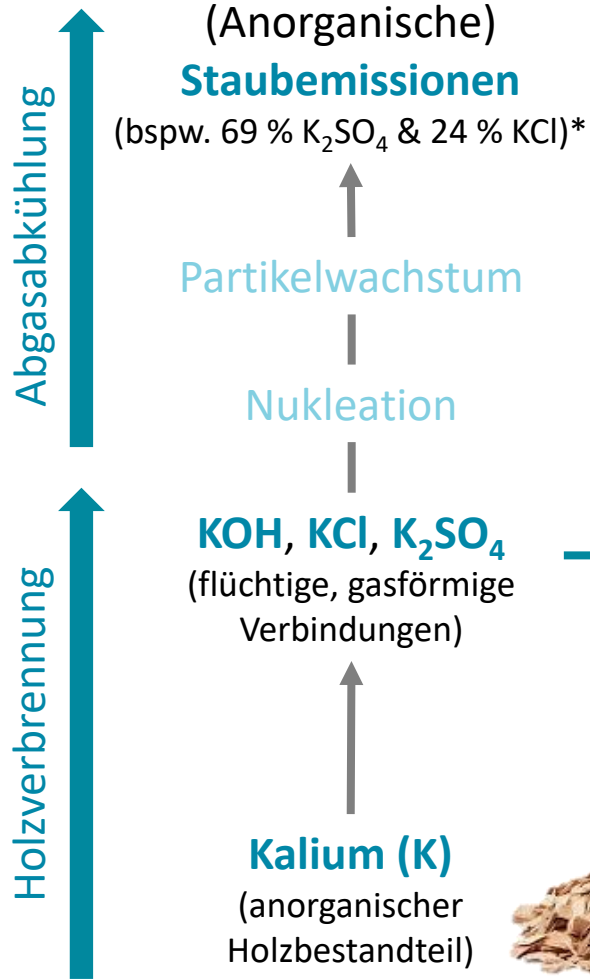 (Anorganische)
Staubemissionen
(bspw. 69 % K₂SO₄ & 24 % KCl)*
Abgasabkühlung
Partikelwachstum
Nukleation
KOH, KCl, K₂SO₄
(flüchtige, gasförmige
Verbindungen)
Holzverbrennung
Kalium (K)
(anorganischer
Holzbestandteil)